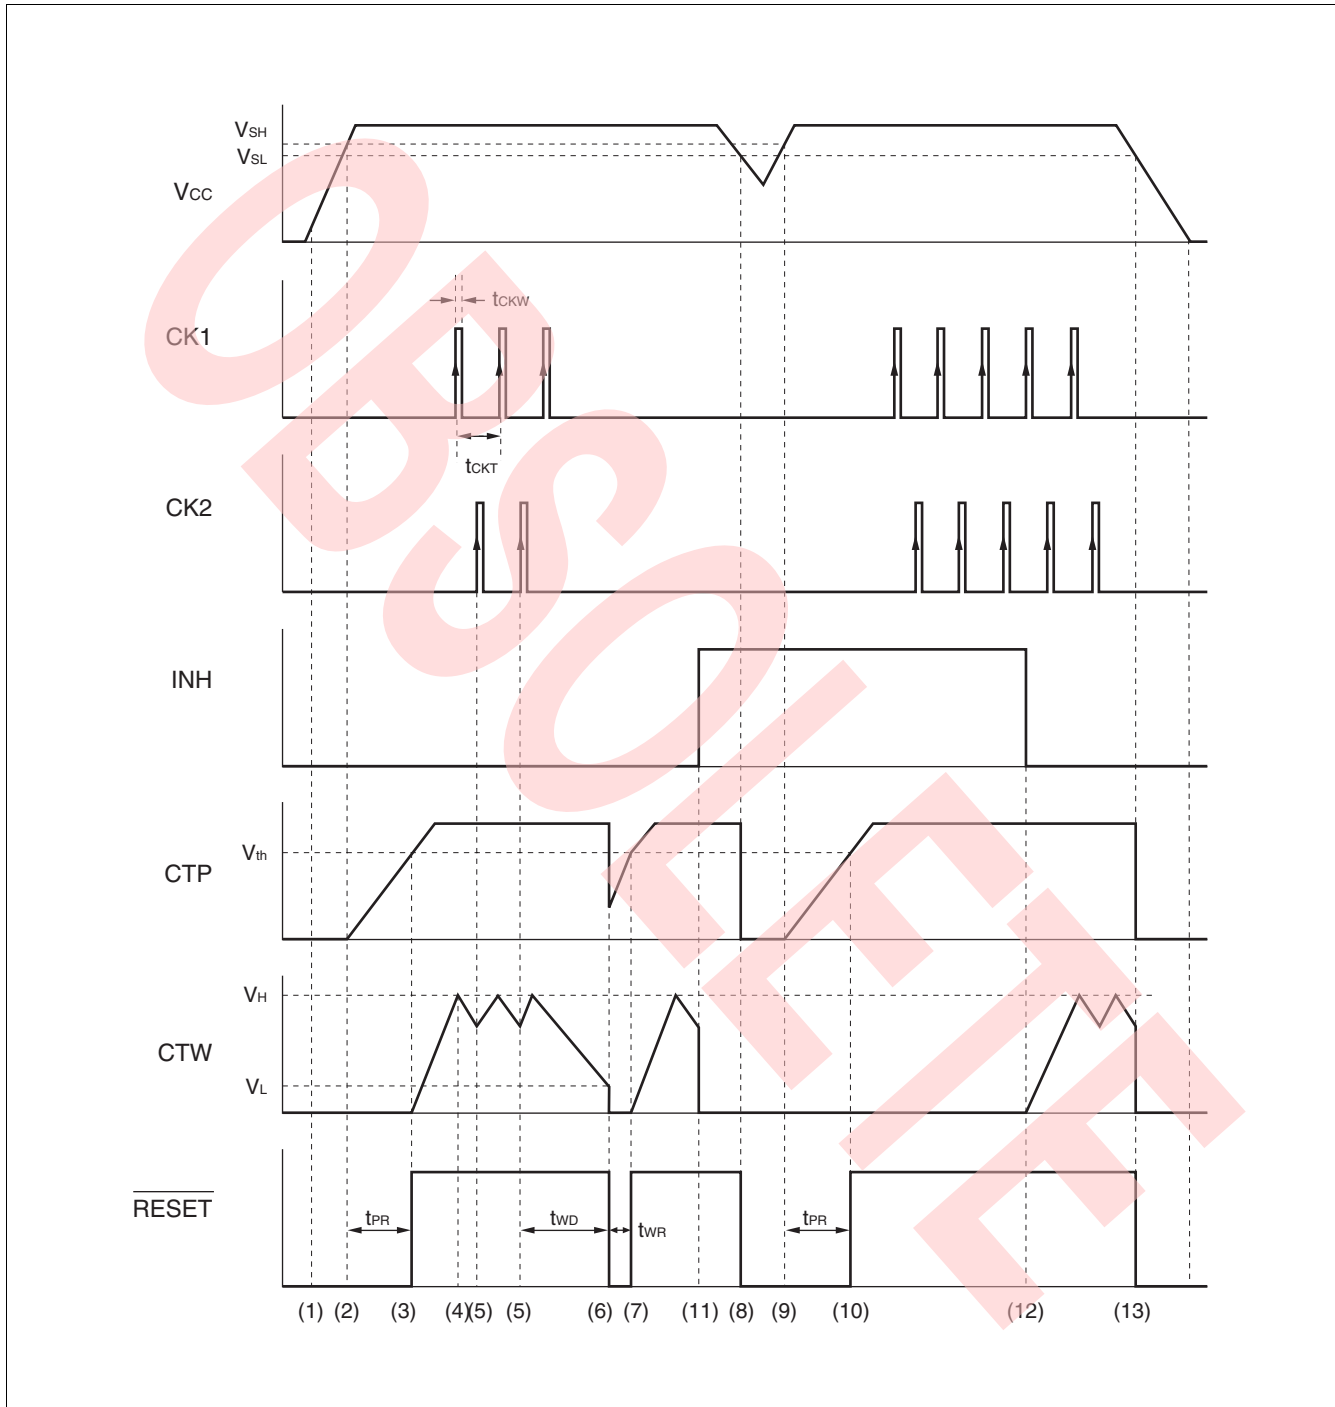 VSH
VSL
VCC
tCKW
CK1
tCKT
CK2
INH
Vth
CTP
VH
CTW
VL
RESET
tPR
tWD
tWR
tPR
(1) (2) (3) (4)(5) (5) (6) (7) (11) (8) (9) (10) (12) (13)
OBSOLETE